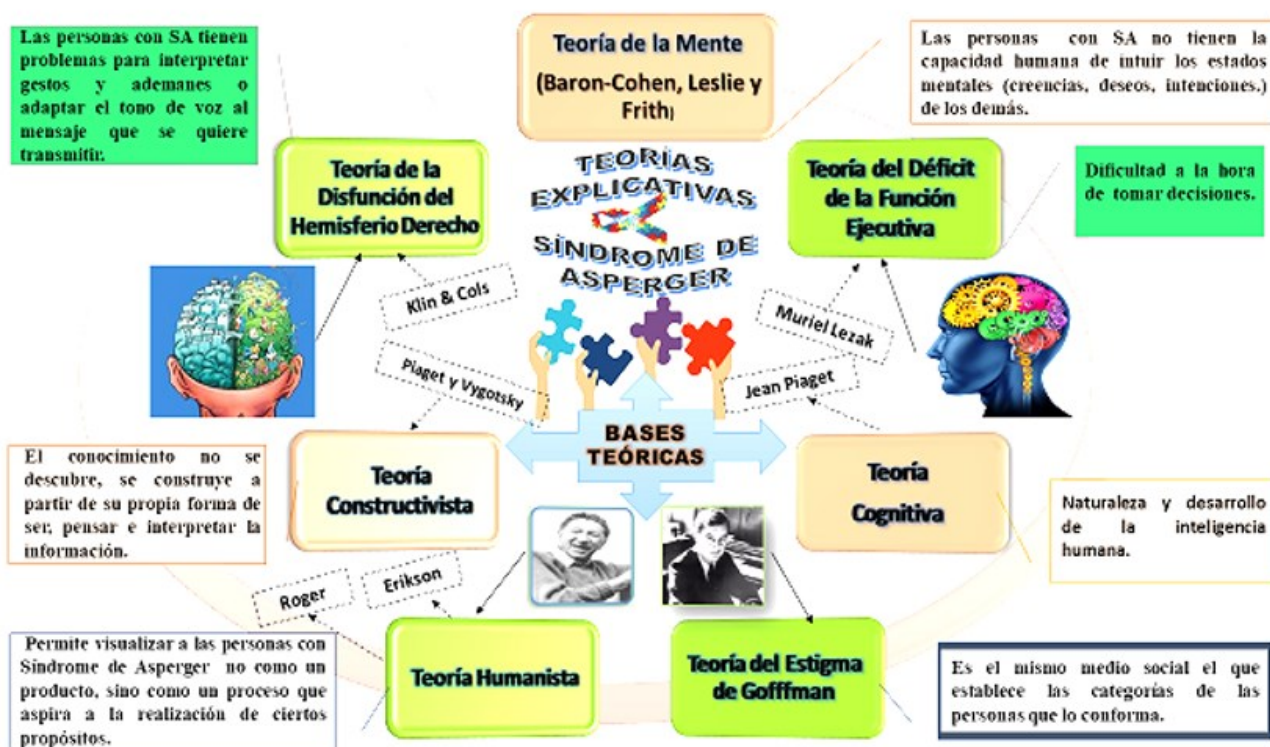 Las personas con SA tienen
problemas para interpretar
gestos y ademanes o
adaptar el tono de voz al
mensaje que se quiere
transmitir.
Teoría de la Mente
(Baron-Cohen, Leslie y
Frith)
Las personas con SA no tienen la
capacidad humana de intuir los estados
mentales (creencias, deseos, intenciones.)
de los demás.
Teoría de la
Disfunción del
Hemisferio Derecho
TEORÍAS
EXPLICATIVAS
SÍNDROME DE
ASPERGER
Teoría del Déficit
de la Función
Ejecutiva
Dificultad a la hora
de tomar decisiones.
Klin & Cols
Muriel Lezak
Piaget y Vygotsky
Jean Piaget
BASES
TEÓRICAS
El conocimiento no se
descubre, se construye a
partir de su propia forma de
ser, pensar e interpretar la
información.
Teoría
Constructivista
Teoría
Cognitiva
Naturaleza y desarrollo
de la inteligencia
humana.
Roger
Erikson
Permite visualizar a las personas con
Síndrome de Asperger no como un
producto, sino como un proceso que
aspira a la realización de ciertos
propósitos.
Teoría Humanista
Teoría del Estigma
de Gofffman
Es el mismo medio social el que
establece las categorías de las
personas que lo conforma.